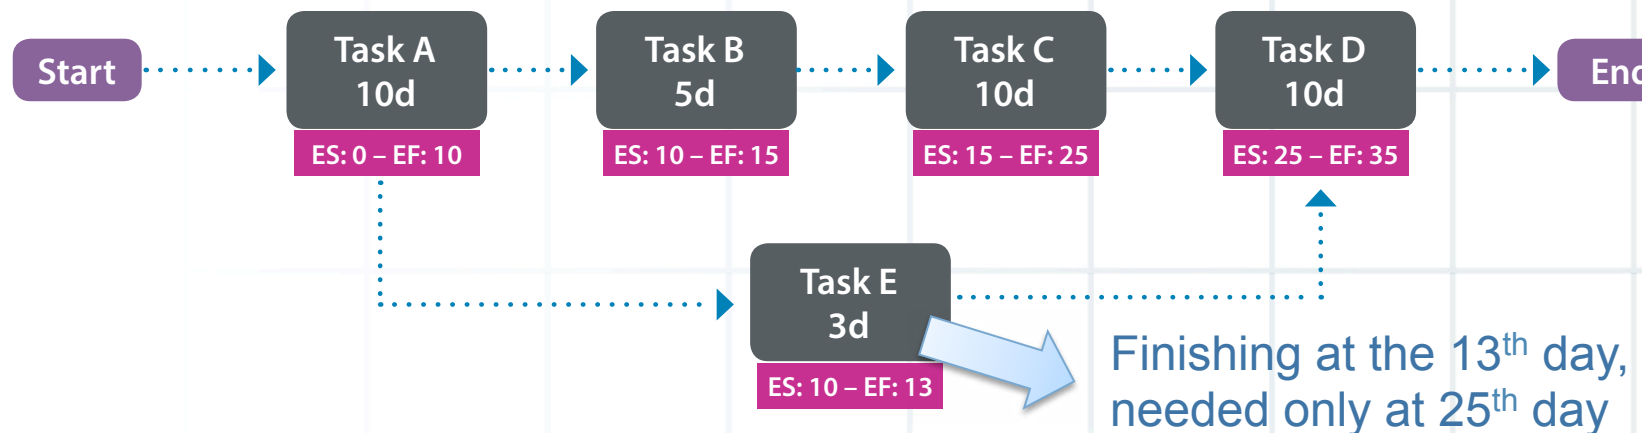 Start
Task A
10d
ES: 0 – EF: 10
Task B
5d
ES: 10 – EF: 15
Task C
10d
ES: 15 – EF: 25
Task D
10d
ES: 25 – EF: 35
Task E
3d
ES: 10 – EF: 13
Finishing at the 13th day,
needed only at 25th day